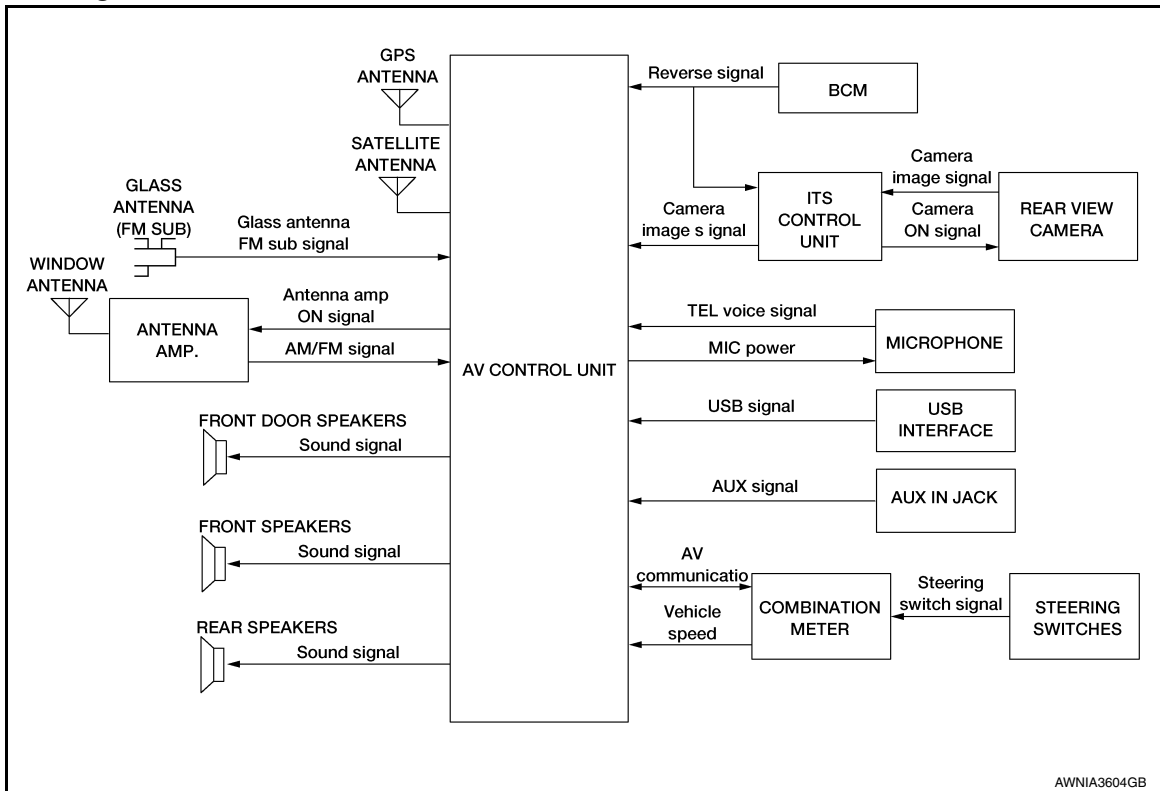 GPS
ANTENNA
SATELLITE
ANTENNA
GLASS
ANTENNA
(FM SUB)
Glass antenna
FM sub signal
WINDOW
ANTENNA
ANTENNA
AMP.
Antenna amp
ON signal
AM/FM signal
FRONT DOOR SPEAKERS
Sound signal
FRONT SPEAKERS
Sound signal
REAR SPEAKERS
Sound signal
AV CONTROL UNIT
Reverse signal
BCM
Camera
image s ignal
ITS
CONTROL
UNIT
Camera
image signal
Camera
ON signal
REAR VIEW
CAMERA
TEL voice signal
MIC power
MICROPHONE
USB signal
USB
INTERFACE
AUX signal
AUX IN JACK
AV
communicatio
Vehicle
speed
COMBINATION
METER
Steering
switch signal
STEERING
SWITCHES
AWNIA3604GB